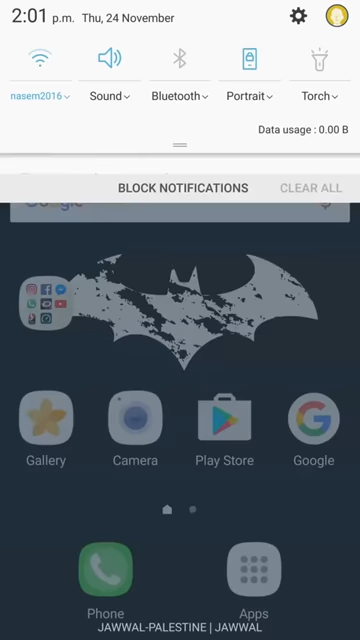 2:01 p.m. Thu, 24 November
nasem2016 Sound Bluetooth Portrait Torch
Data usage : 0.00 B
BLOCK NOTIFICATIONS CLEAR ALL
Google
Gallery Camera Play Store Google
Phone Apps
JAWWAL-PALESTINE | JAWWAL